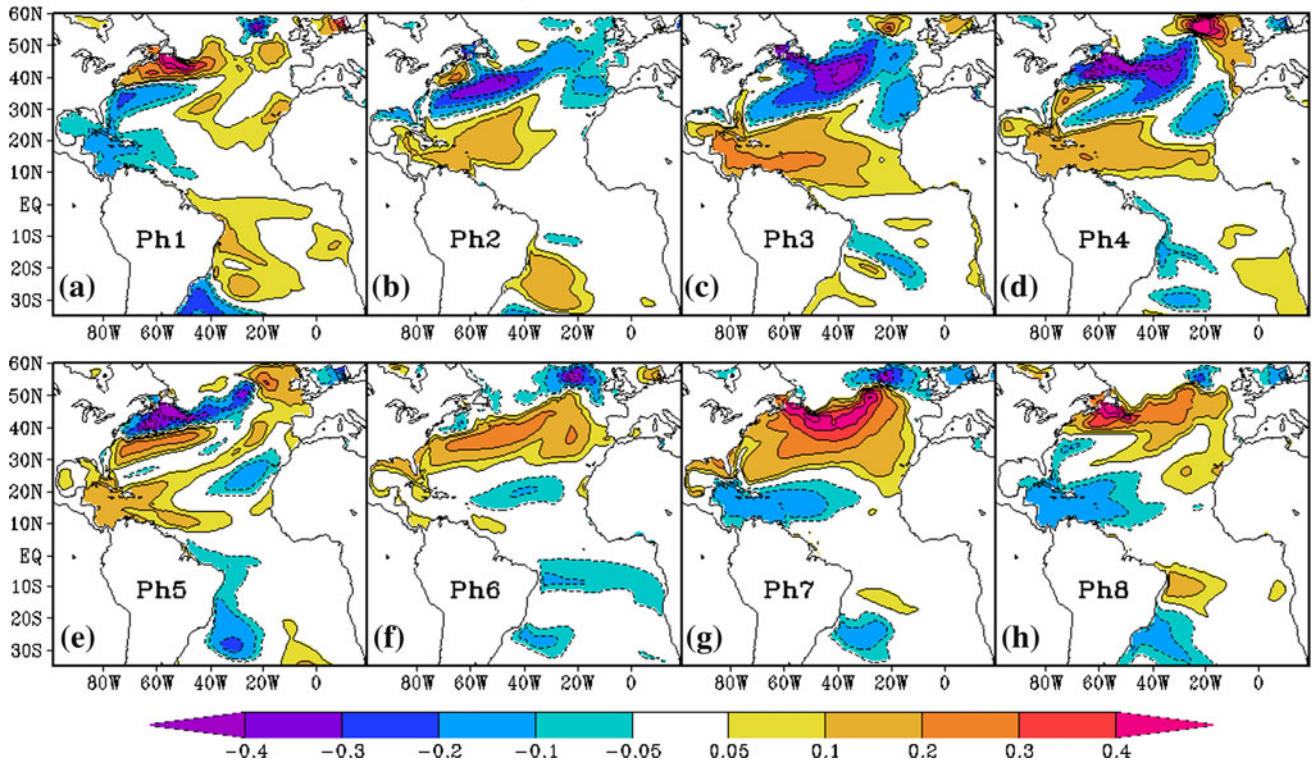 60N
50N
40N
30N
20N
10N
EQ
10S
20S
30S
Ph1
Ph2
Ph3
Ph4
(a)
(b)
(c)
(d)
80W 60W 40W 20W 0 80W 60W 40W 20W 0 80W 60W 40W 20W 0 80W 60W 40W 20W 0
60N
50N
40N
30N
20N
10N
EQ
10S
20S
30S
Ph5
Ph6
Ph7
Ph8
(e)
(f)
(g)
(h)
80W 60W 40W 20W 0 80W 60W 40W 20W 0 80W 60W 40W 20W 0 80W 60W 40W 20W 0
-0.4 -0.3 -0.2 -0.1 -0.05 0.05 0.1 0.2 0.3 0.4